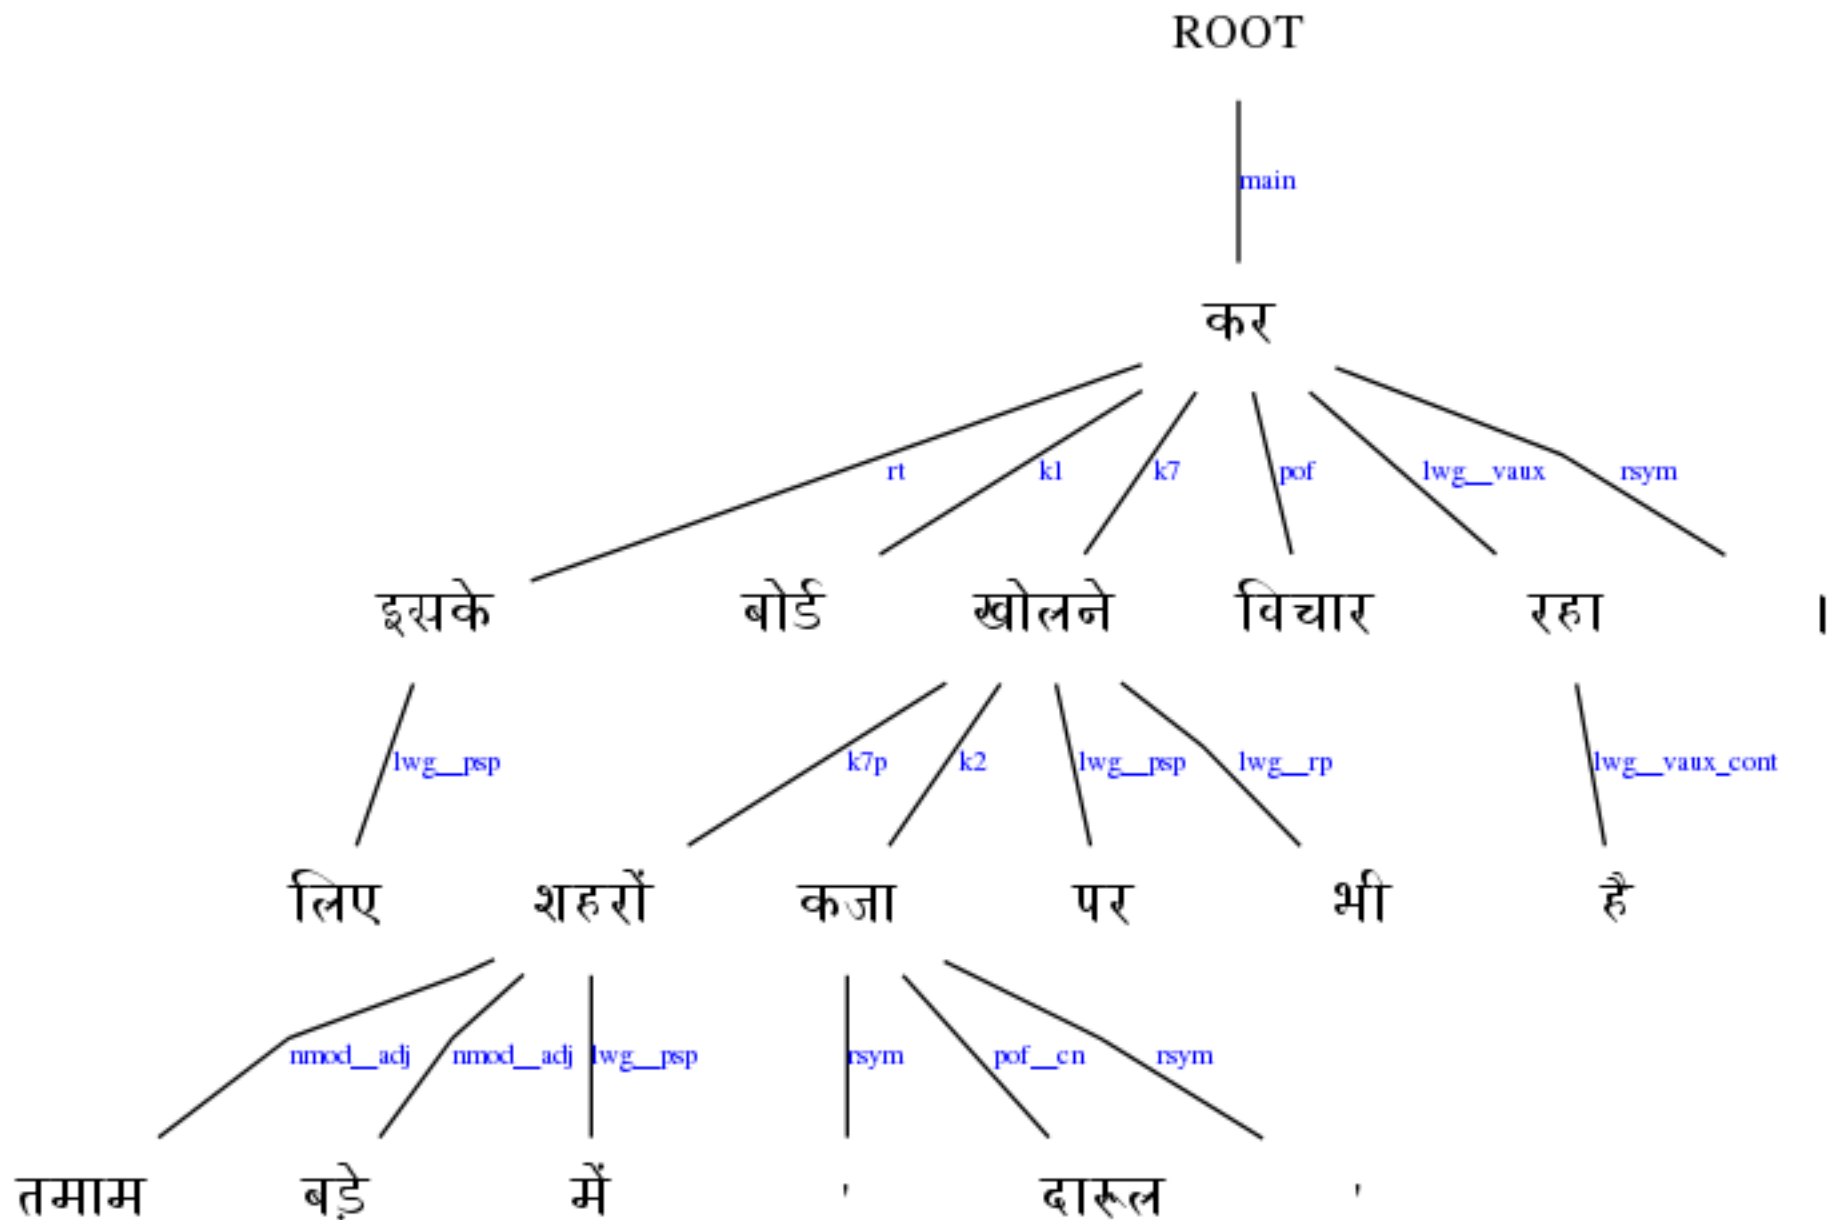 ROOT
main
कर
rt k1 k7 pof lwg__vaux rsym
इसके बोर्ड खोलने विचार रहा ।
lwg__psp k7p k2 lwg__psp lwg__rp lwg__vaux_cont
लिए शहरों कजा पर भी है
nmod__adj nmod__adj lwg__psp rsym pof__cn rsym
तमाम बड़े में ' दारूल '